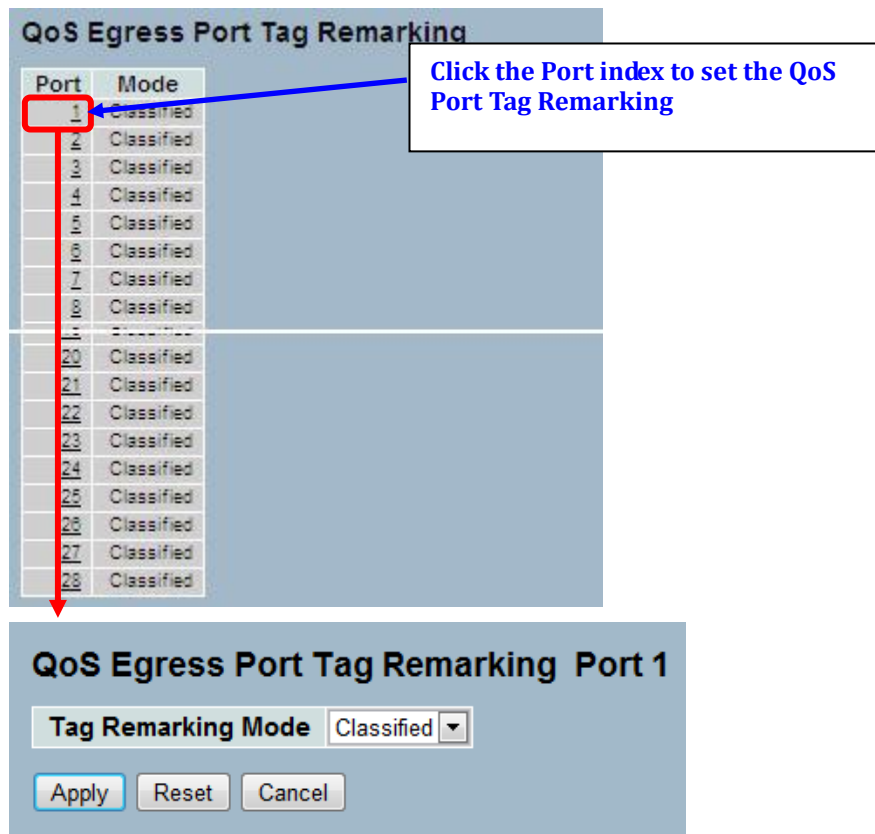 QoS Egress Port Tag Remarking
Click the Port index to set the QoS
Port Tag Remarking
Port Mode
1 Classified
2 Classified
3 Classified
4 Classified
5 Classified
6 Classified
7 Classified
8 Classified
20 Classified
21 Classified
22 Classified
23 Classified
24 Classified
25 Classified
26 Classified
27 Classified
28 Classified
QoS Egress Port Tag Remarking Port 1
Tag Remarking Mode Classified
Apply Reset Cancel